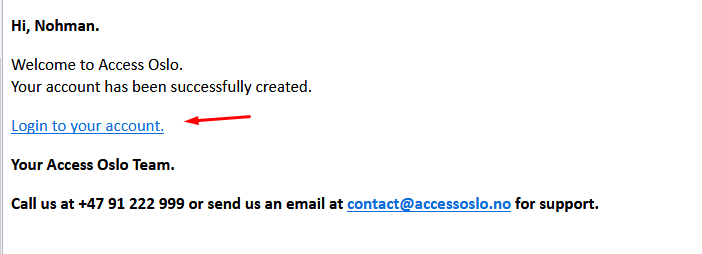 Hi, Nohman.
Welcome to Access Oslo.
Your account has been successfully created.
Login to your account.
Your Access Oslo Team.
Call us at +47 91 222 999 or send us an email at contact@accessoslo.no for support.